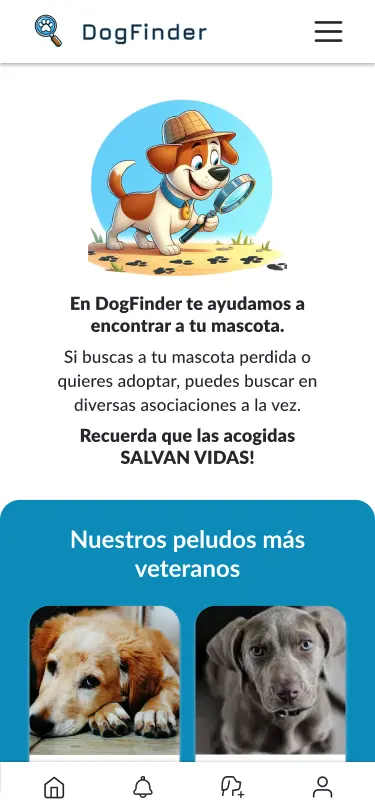 DogFinder
En DogFinder te ayudamos a
encontrar a tu mascota.
Si buscas a tu mascota perdida o
quieres adoptar, puedes buscar en
diversas asociaciones a la vez.
Recuerda que las acogidas
SALVAN VIDAS!
Nuestros peludos más
veteranos